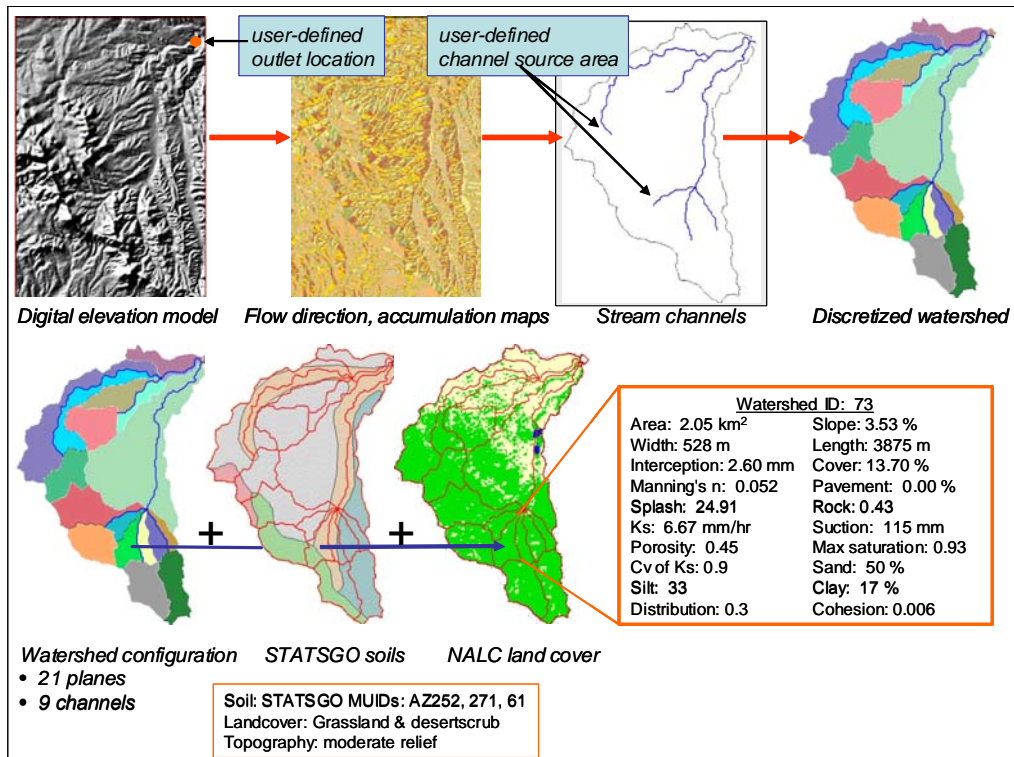 user-defined
outlet location
user-defined
channel source area
Digital elevation model
Flow direction, accumulation maps
Stream channels
Discretized watershed
Watershed ID: 73
Area: 2.05 km²
Slope: 3.53 %
Width: 528 m
Length: 3875 m
Interception: 2.60 mm
Cover: 13.70 %
Manning's n: 0.052
Pavement: 0.00 %
Splash: 24.91
Rock: 0.43
Ks: 6.67 mm/hr
Suction: 115 mm
Porosity: 0.45
Max saturation: 0.93
Cv of Ks: 0.9
Sand: 50 %
Silt: 33
Clay: 17 %
Distribution: 0.3
Cohesion: 0.006
+
+
Watershed configuration
• 21 planes
• 9 channels
STATSGO soils
NALC land cover
Soil: STATSGO MUIDs: AZ252, 271, 61
Landcover: Grassland & desertscrub
Topography: moderate relief